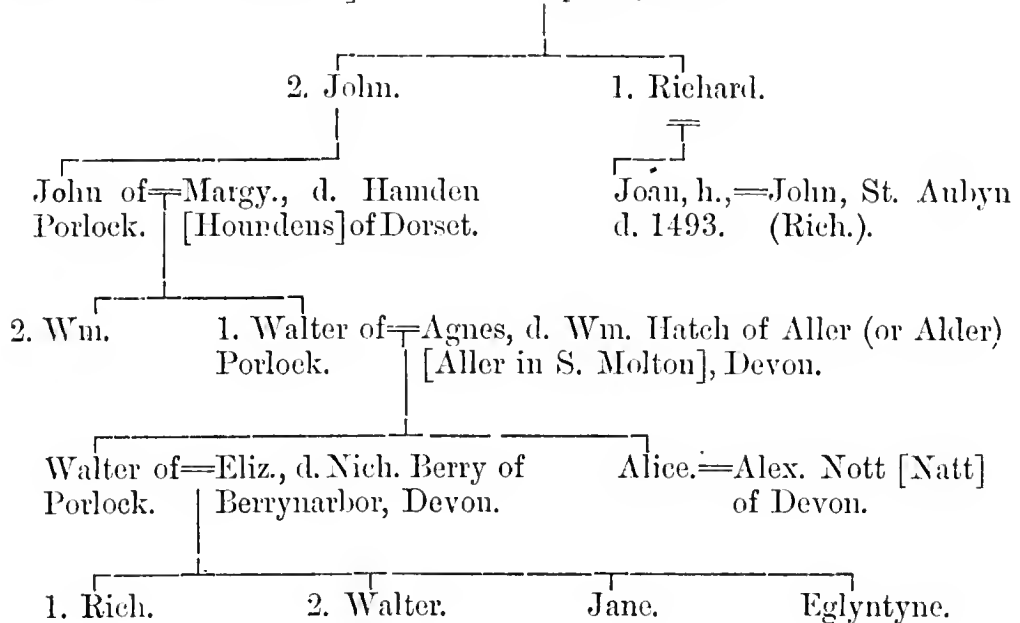 2. John. 1. Richard.
John of Margy., d. Hamden Joan, h., John, St. Aubyn
Porlock. [Houndens] of Dorset. d. 1493. (Rich.).
2. Wm. 1. Walter of Agnes, d. Wm. Hatch of Aller (or Alder)
Porlock. [Aller in S. Molton], Devon.
Walter of Eliz., d. Nich. Berry of Alice. Alex. Nott [Natt]
Porlock. Berrynarbor, Devon. of Devon.
1. Rich. 2. Walter. Jane. Eglyntyne.